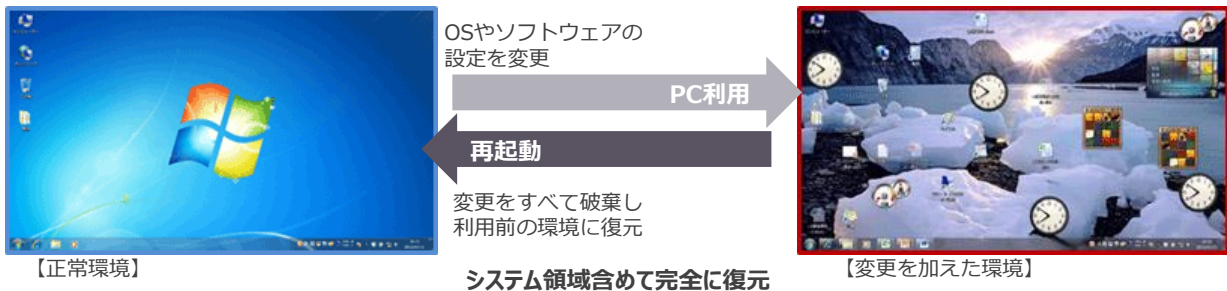 OSやソフトウェアの
設定を変更
PC利用
再起動
変更をすべて破棄し
利用前の環境に復元
【正常環境】
システム領域含めて完全に復元
【変更を加えた環境】